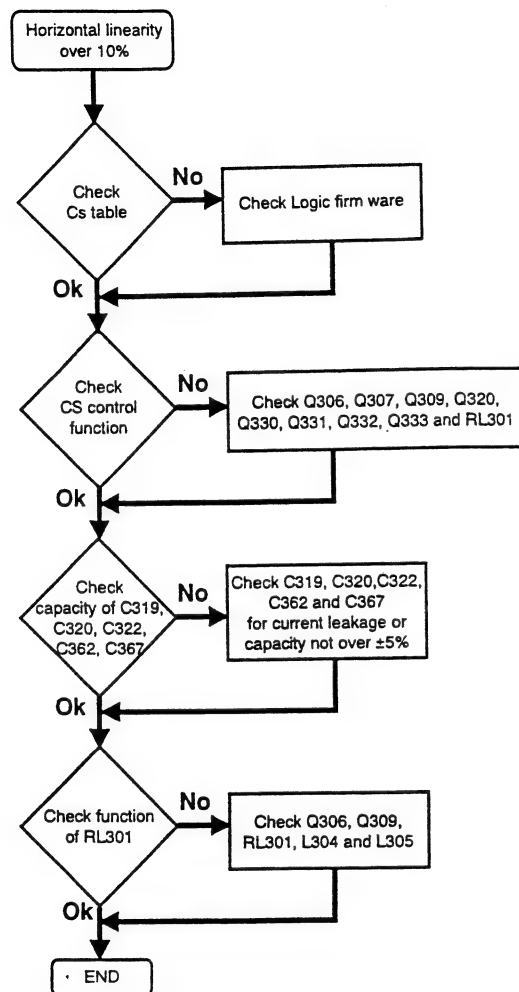 Horizontal linearity
over 10%
Check
Cs table
No
Check Logic firm ware
Ok
Check
CS control
function
No
Check Q306, Q307, Q309, Q320,
Q330, Q331, Q332, Q333 and RL301
Ok
Check
capacity of C319,
C320, C322,
C362, C367
No
Check C319, C320,C322,
C362 and C367
for current leakage or
capacity not over ±5%
Ok
Check function
of RL301
No
Check Q306, Q309,
RL301, L304 and L305
Ok
END